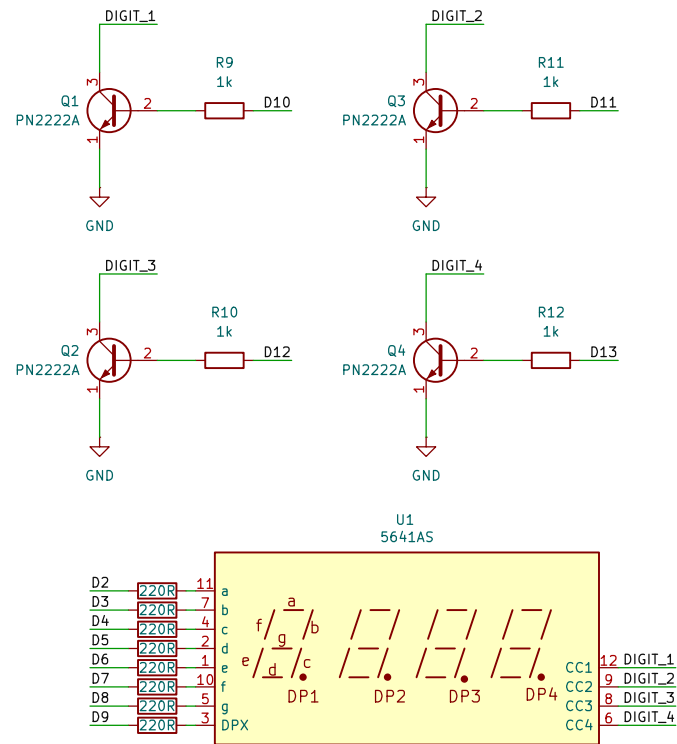 DIGIT_1
3
Q1
PN2222A
2
1
R9
1k
D10
GND
DIGIT_2
3
Q3
PN2222A
2
1
R11
1k
D11
GND
DIGIT_3
3
Q2
PN2222A
2
1
R10
1k
D12
GND
DIGIT_4
3
Q4
PN2222A
2
1
R12
1k
D13
GND
U1
5641AS
D2 220R 11 a
D3 220R 7 b
D4 220R 4 c
D5 220R 2 d
D6 220R 1 e
D7 220R 10 f
D8 220R 5 g
D9 220R 3 DPX
a
f b
g
e d c
DP1 DP2 DP3 DP4
CC1 12 DIGIT_1
CC2 9 DIGIT_2
CC3 8 DIGIT_3
CC4 6 DIGIT_4